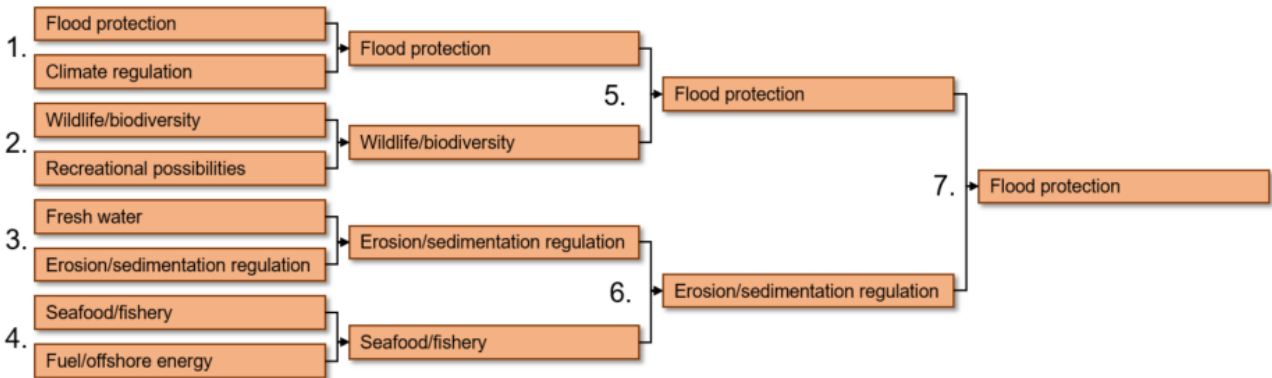 1.
Flood protection
Climate regulation
2.
Wildlife/biodiversity
Recreational possibilities
3.
Fresh water
Erosion/sedimentation regulation
4.
Seafood/fishery
Fuel/offshore energy
Flood protection
Wildlife/biodiversity
Erosion/sedimentation regulation
Seafood/fishery
5.
Flood protection
6.
Erosion/sedimentation regulation
7.
Flood protection